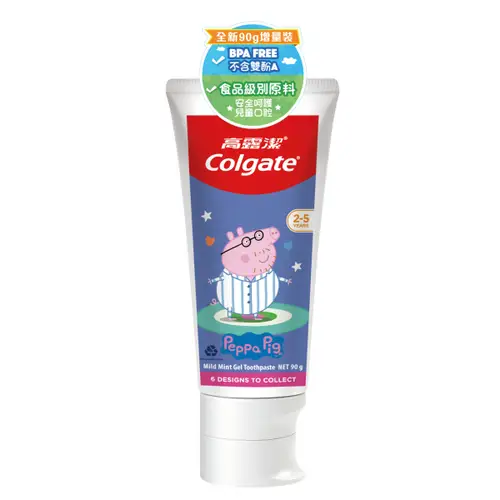 全新90g增量裝
BPA FREE
不含雙酚A
食品級別原料
安全呵護
兒童口腔
高露潔®
Colgate®
2-5
YEARS
Peppa Pig
Mild Mint Gel Toothpaste NET 90 g
6 DESIGNS TO COLLECT